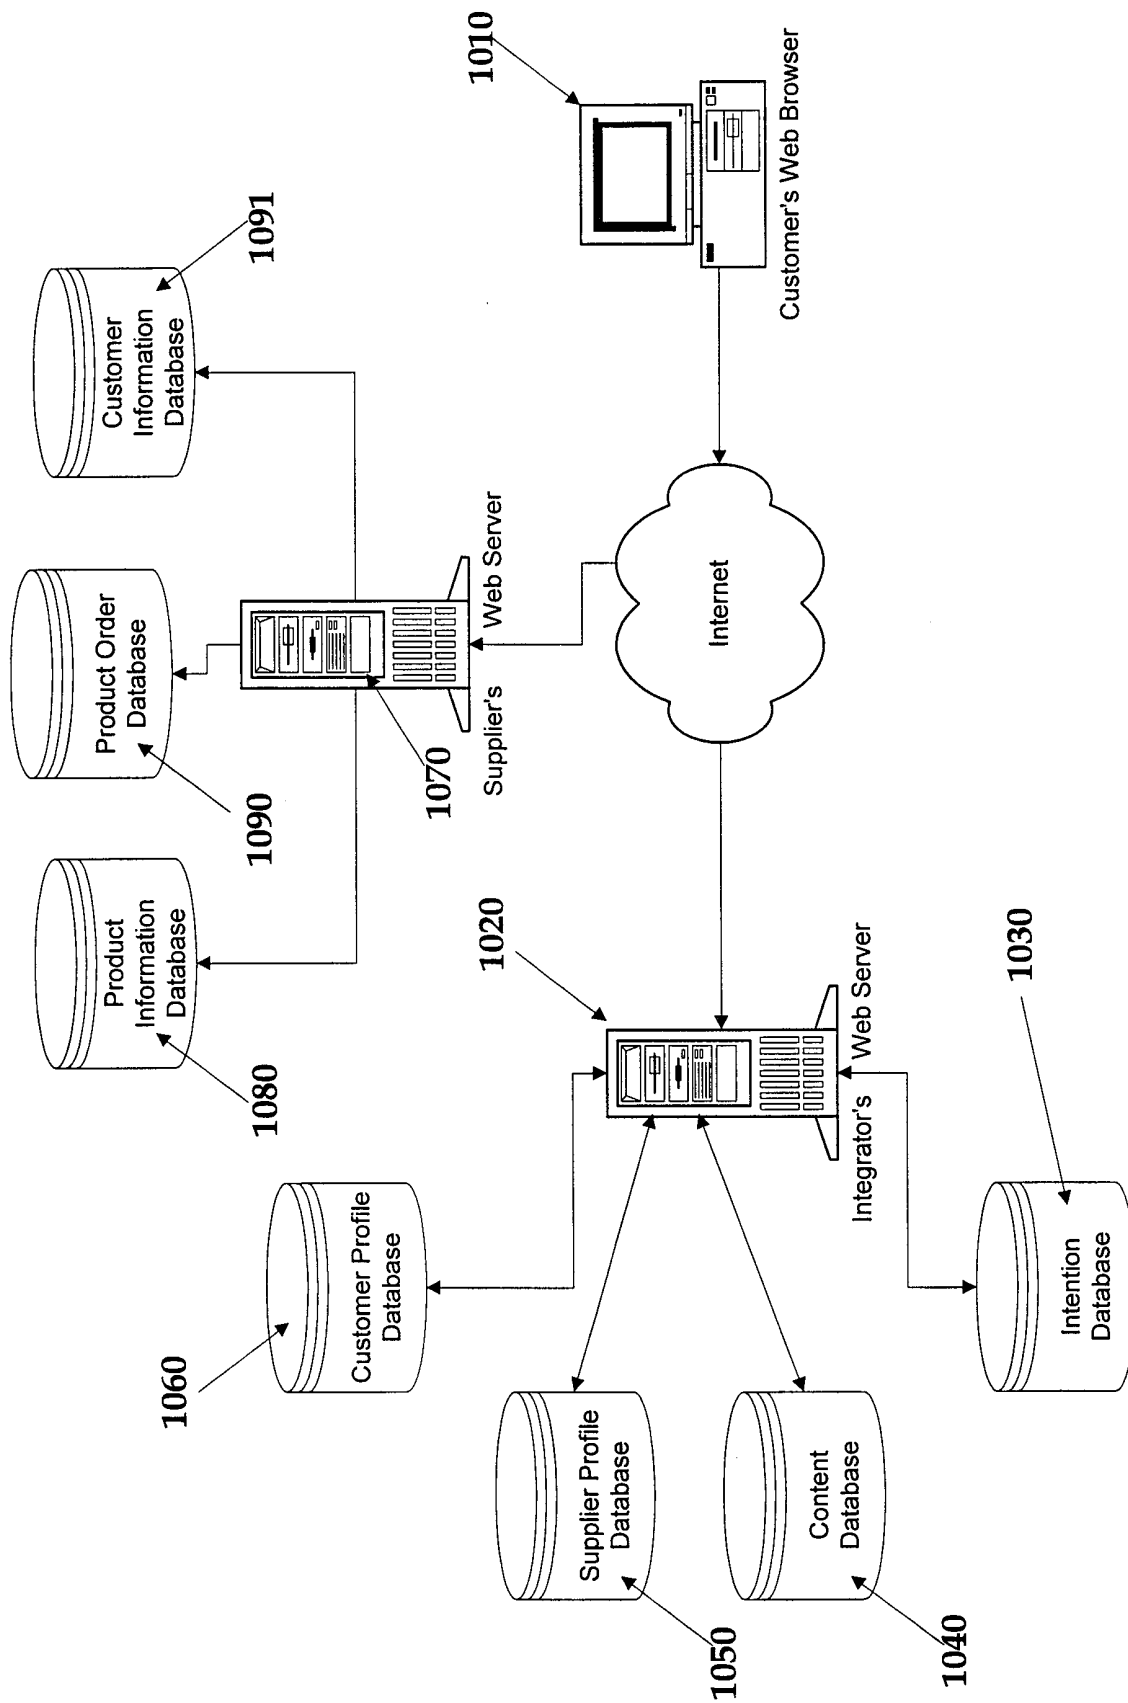 1060
Customer Profile
Database
1050
Supplier Profile
Database
1040
Content
Database
1030
Intention
Database
1020
Integrator's Web Server
1080
Product
Information
Database
1090
Product Order
Database
1091
Customer
Information
Database
1070
Supplier's Web Server
Internet
1010
Customer's Web Browser